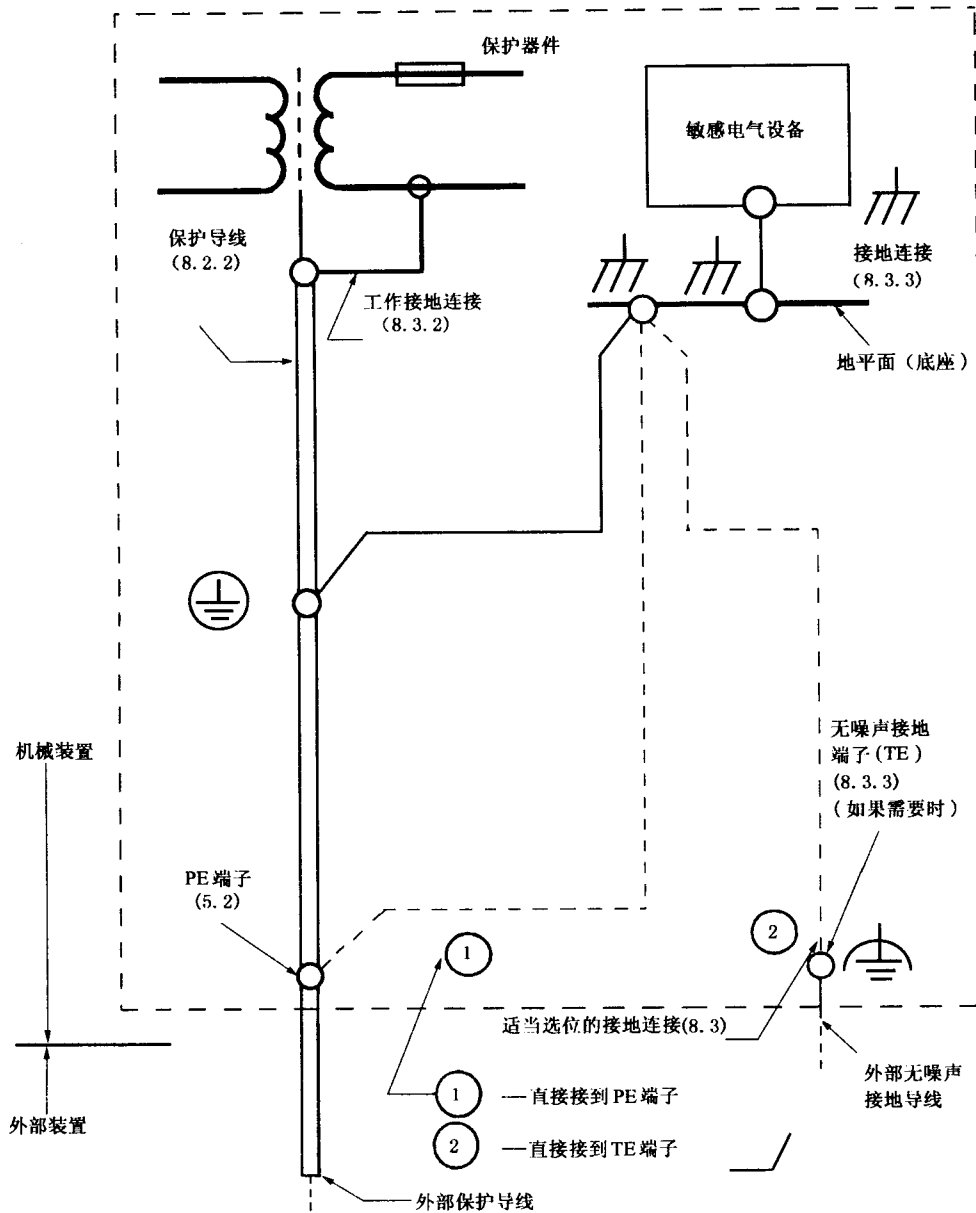 保护器件
敏感电气设备
保护导线
(8.2.2)
接地连接
(8.3.3)
工作接地连接
(8.3.2)
地平面（底座）
机械装置
无噪声接地
端子(TE)
(8.3.3)
（如果需要时）
PE端子
(5.2)
1
2
适当选位的接地连接(8.3)
外部装置
1 —直接接到PE端子
2 —直接接到TE端子
外部无噪声
接地导线
外部保护导线